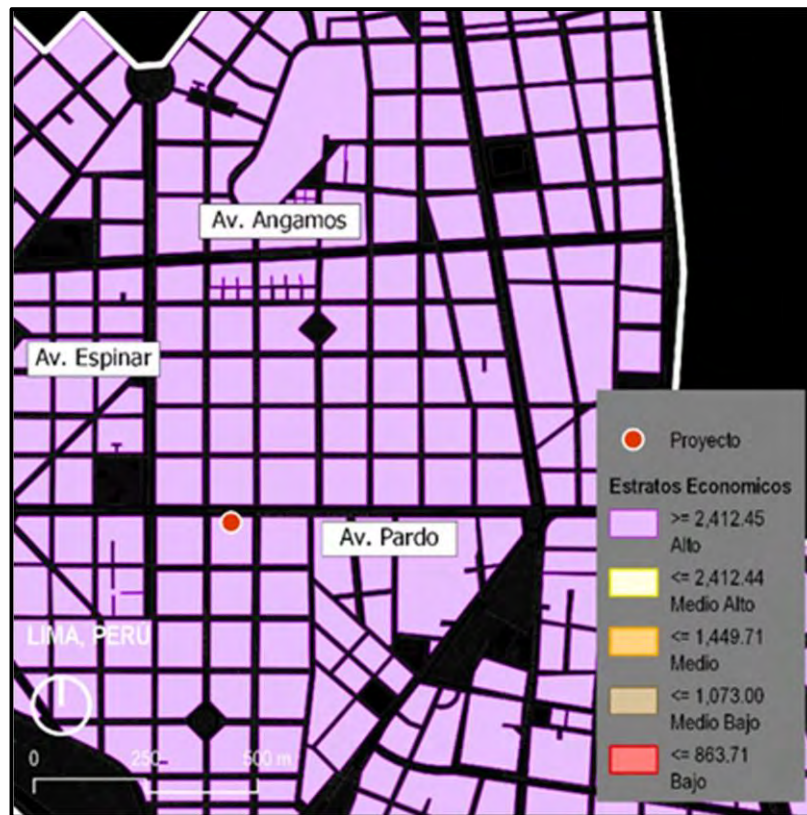 Av. Angamos
Av. Espinar
Av. Pardo
LIMA, PERÚ
0 250 500 m
Proyecto
Estratos Economicos
>= 2,412.45
Alto
<= 2,412.44
Medio Alto
<= 1,449.71
Medio
<= 1,073.00
Medio Bajo
<= 863.71
Bajo